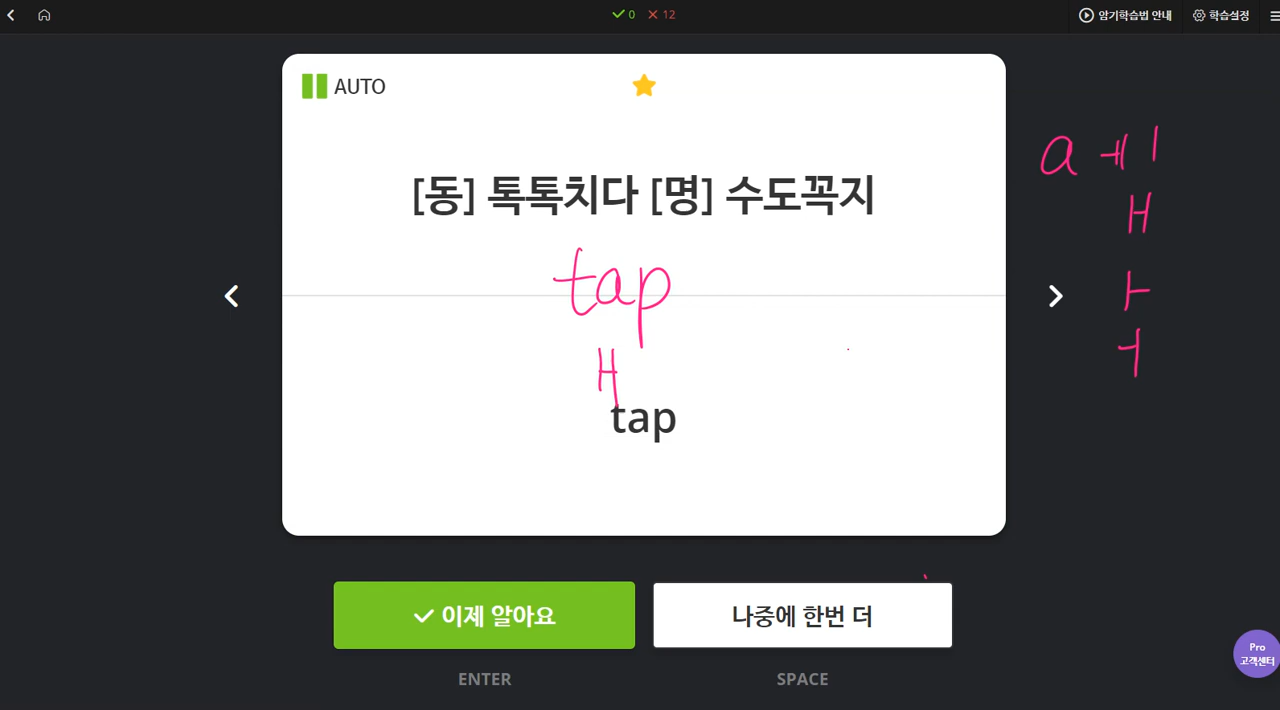 0 12 암기학습법 안내 학습설정
AUTO
[동] 톡톡치다 [명] 수도꼭지
tap
ㅐ
tap
a ㅔㅣ
ㅐ
ㅏ
ㅓ
이제 알아요 나중에 한번 더
ENTER SPACE
Pro
고객센터